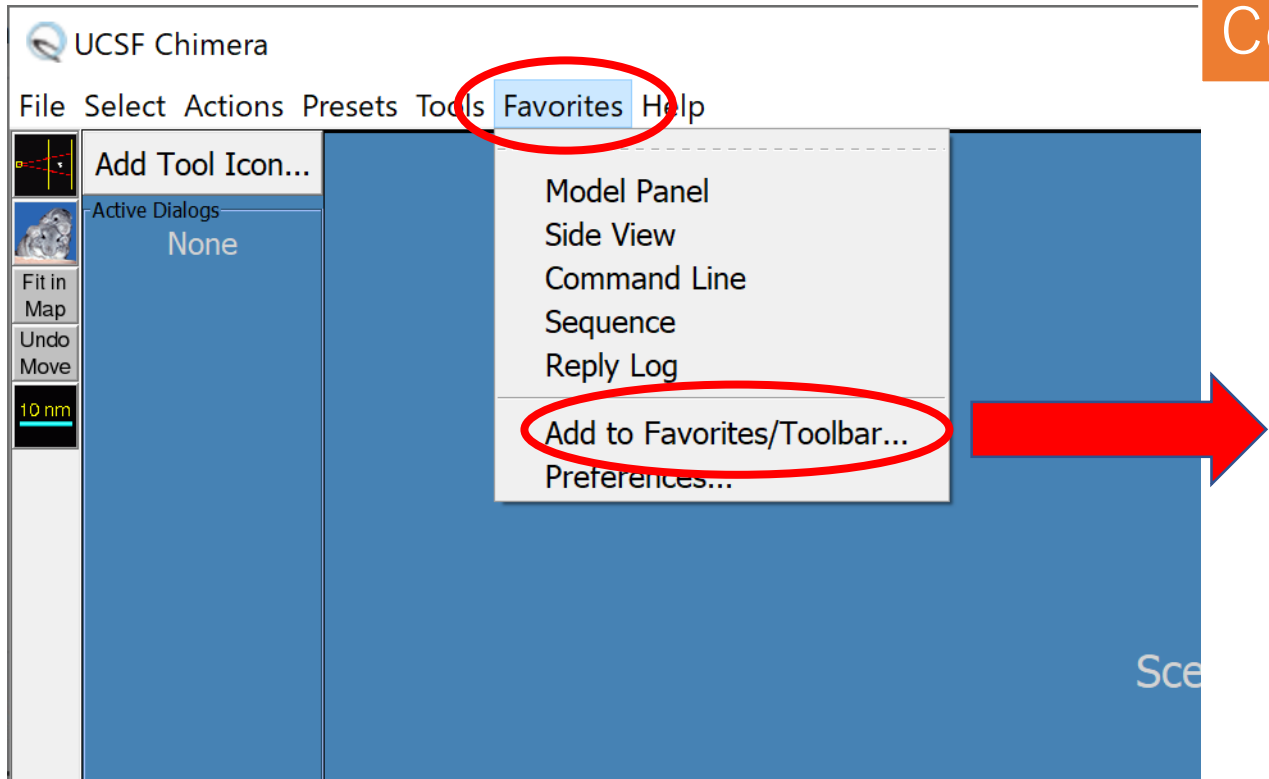 UCSF Chimera
File Select Actions Presets Tools Favorites Help
Add Tool Icon...
Active Dialogs
None
Fit in
Map
Undo
Move
10 nm
Model Panel
Side View
Command Line
Sequence
Reply Log
Add to Favorites/Toolbar...
Preferences...